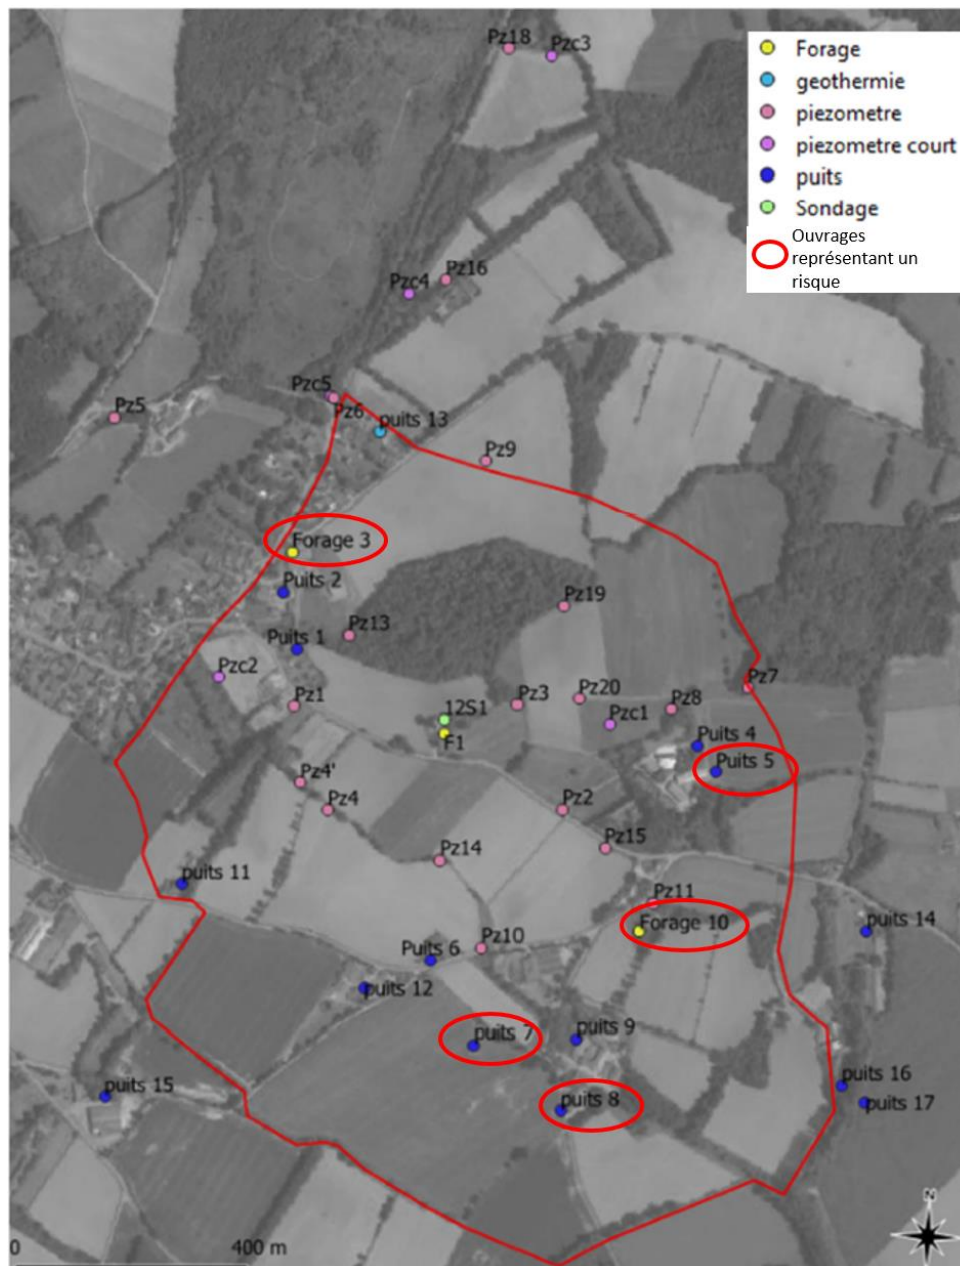 Pz18
Pzc3
Forage
geothermie
piezometre
piezometre court
puits
Sondage
Ouvrages
représentant un
risque
Pzc4
Pz16
Pzc5
Pz6
puits 13
Pz5
Pz9
Forage 3
Puits 2
Pz19
Pz13
Puits 1
Pzc2
Pz1
12S1
F1
Pz3
Pz20
Pzc1
Pz8
Pz7
Puits 4
Puits 5
Pz4'
Pz4
Pz2
Pz15
Pz14
puits 11
Pz11
Forage 10
puits 14
Pz10
Puits 6
puits 12
puits 7
puits 9
puits 8
puits 15
puits 16
puits 17
N
0
400 m